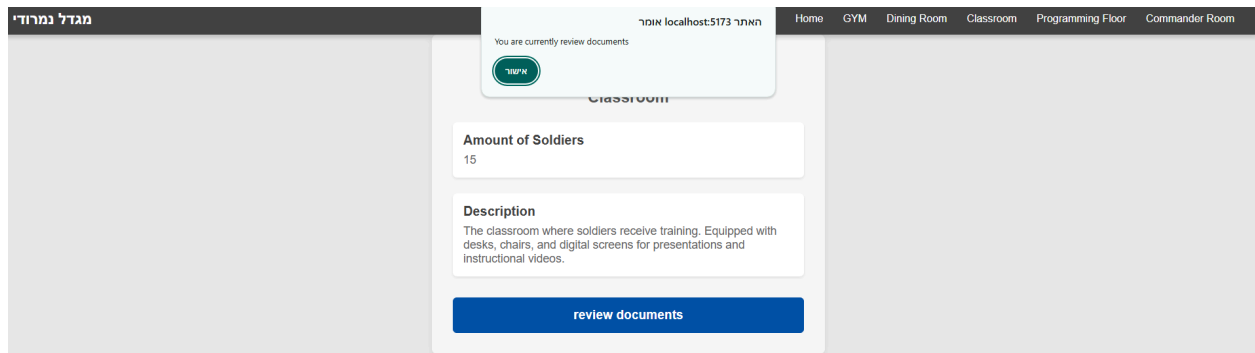 מגדל נמרודי
Home GYM Dining Room Classroom Programming Floor Commander Room
האתר localhost:5173 אומר
You are currently review documents
אישור
Classroom
Amount of Soldiers
15
Description
The classroom where soldiers receive training. Equipped with
desks, chairs, and digital screens for presentations and
instructional videos.
review documents